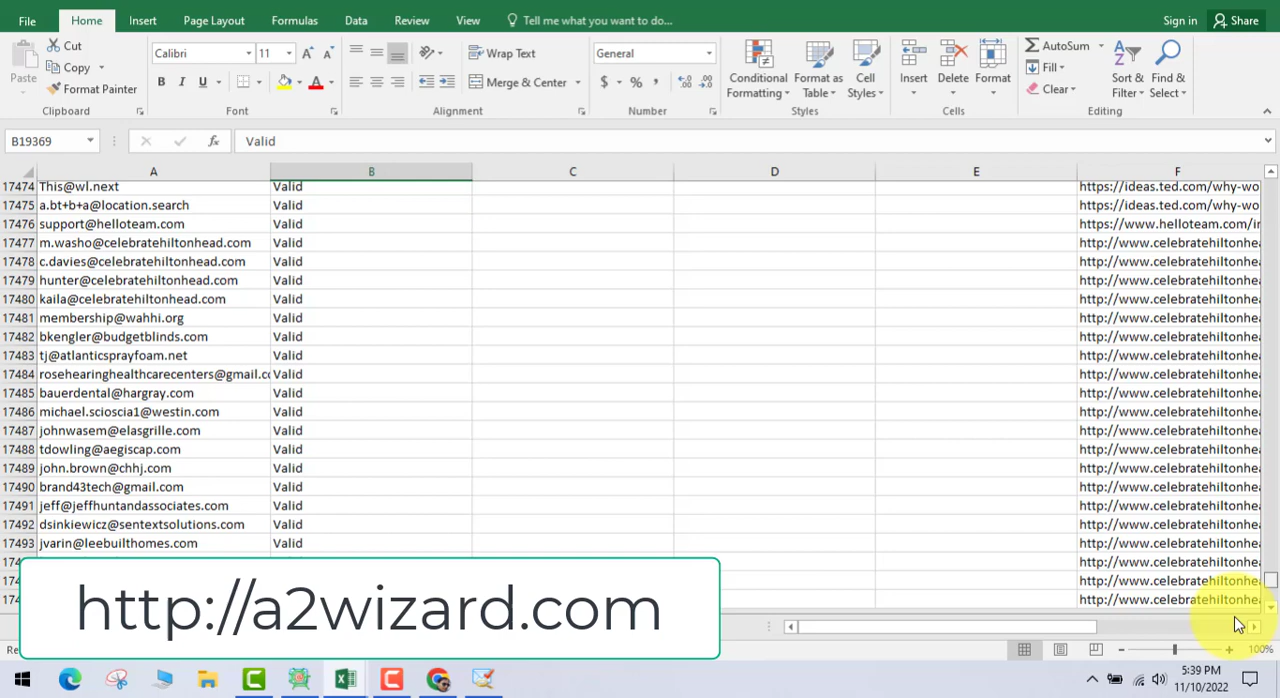 File Home Insert Page Layout Formulas Data Review View Tell me what you want to do... Sign in Share
Paste Cut Copy Format Painter
Clipboard
Calibri 11
B I U A
Font
Wrap Text
Merge & Center
Alignment
General
$ % ,
Number
Conditional Formatting Format as Table Cell Styles
Styles
Insert Delete Format
Cells
AutoSum
Fill
Clear
Sort & Filter Find & Select
Editing
B19369 fx Valid
A B C D E F
17474 This@wl.next Valid https://ideas.ted.com/why-wo
17475 a.bt+b+a@location.search Valid https://ideas.ted.com/why-wo
17476 support@helloteam.com Valid https://www.helloteam.com/i
17477 m.washo@celebratehiltonhead.com Valid http://www.celebratehiltonhe
17478 c.davies@celebratehiltonhead.com Valid http://www.celebratehiltonhe
17479 hunter@celebratehiltonhead.com Valid http://www.celebratehiltonhe
17480 kaila@celebratehiltonhead.com Valid http://www.celebratehiltonhe
17481 membership@wahhi.org Valid http://www.celebratehiltonhe
17482 bkengler@budgetblinds.com Valid http://www.celebratehiltonhe
17483 tj@atlanticsprayfoam.net Valid http://www.celebratehiltonhe
17484 rosehearinghealthcarecenters@gmail.c Valid http://www.celebratehiltonhe
17485 bauerdental@hargray.com Valid http://www.celebratehiltonhe
17486 michael.scioscia1@westin.com Valid http://www.celebratehiltonhe
17487 johnwasem@elasgrille.com Valid http://www.celebratehiltonhe
17488 tdowling@aegiscap.com Valid http://www.celebratehiltonhe
17489 john.brown@chhj.com Valid http://www.celebratehiltonhe
17490 brand43tech@gmail.com Valid http://www.celebratehiltonhe
17491 jeff@jeffhuntandassociates.com Valid http://www.celebratehiltonhe
17492 dsinkiewicz@sentextsolutions.com Valid http://www.celebratehiltonhe
17493 jvarin@leebuilthomes.com Valid http://www.celebratehiltonhe
http://www.celebratehiltonhe
http://www.celebratehiltonhe
http://www.celebratehiltonhe
http://a2wizard.com
100%
5:39 PM
11/10/2022